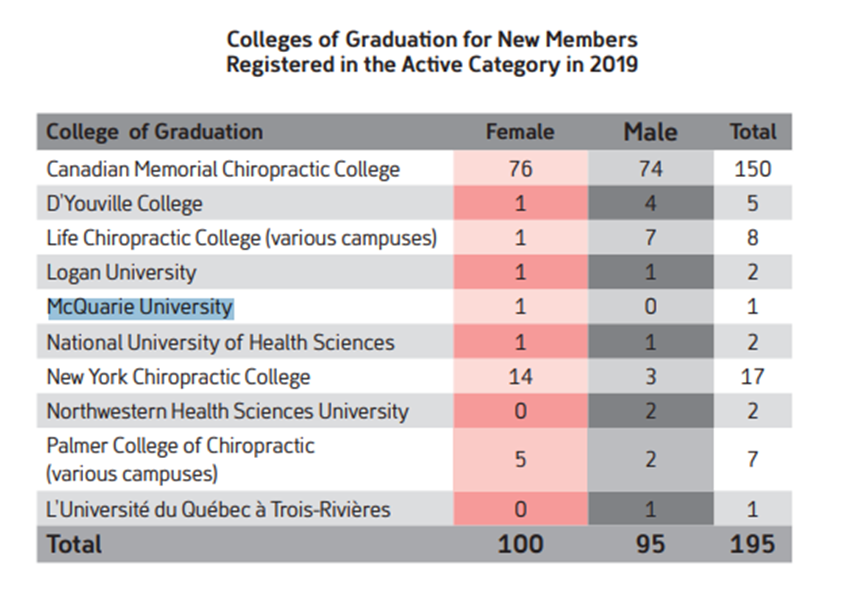 Colleges of Graduation for New Members
Registered in the Active Category in 2019
College of Graduation Female Male Total
Canadian Memorial Chiropractic College 76 74 150
D'Youville College 1 4 5
Life Chiropractic College (various campuses) 1 7 8
Logan University 1 1 2
McQuarie University 1 0 1
National University of Health Sciences 1 1 2
New York Chiropractic College 14 3 17
Northwestern Health Sciences University 0 2 2
Palmer College of Chiropractic
(various campuses) 5 2 7
L'Université du Québec à Trois-Rivières 0 1 1
Total 100 95 195